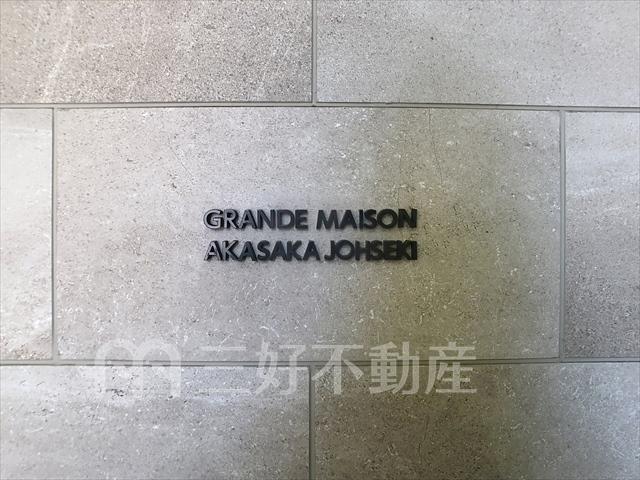 GRANDE MAISON
AKASAKA JOHSEKI
三好不動産